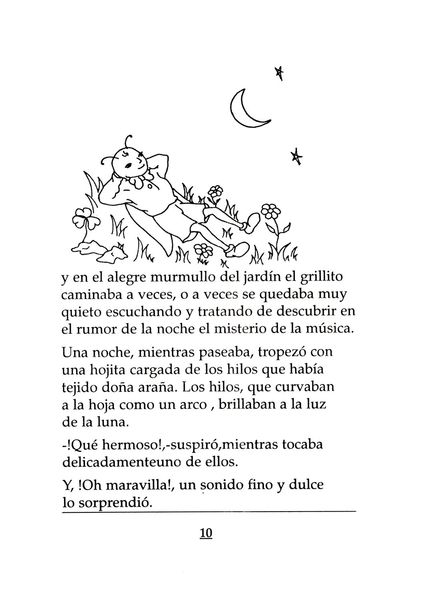 y en el alegre murmullo del jardín el grillito
caminaba a veces, o a veces se quedaba muy
quieto escuchando y tratando de descubrir en
el rumor de la noche el misterio de la música.
Una noche, mientras paseaba, tropezó con
una hojita cargada de los hilos que había
tejido doña araña. Los hilos, que curvaban
a la hoja como un arco , brillaban a la luz
de la luna.
-!Qué hermoso!,-suspiró,mientras tocaba
delicadamenteuno de ellos.
Y, !Oh maravilla!, un sonido fino y dulce
lo sorprendió.
10